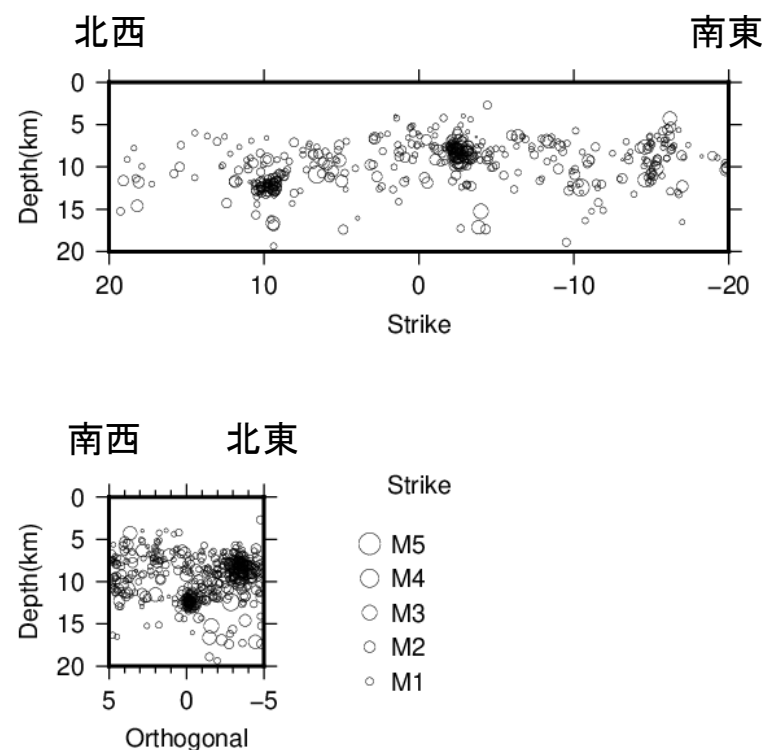 北西 南東
0
5
10
15
20
Depth(km)
20 10 0 −10 −20
Strike
南西 北東
0
5
10
15
20
Depth(km)
5 0 −5
Orthogonal
Strike
M5
M4
M3
M2
M1